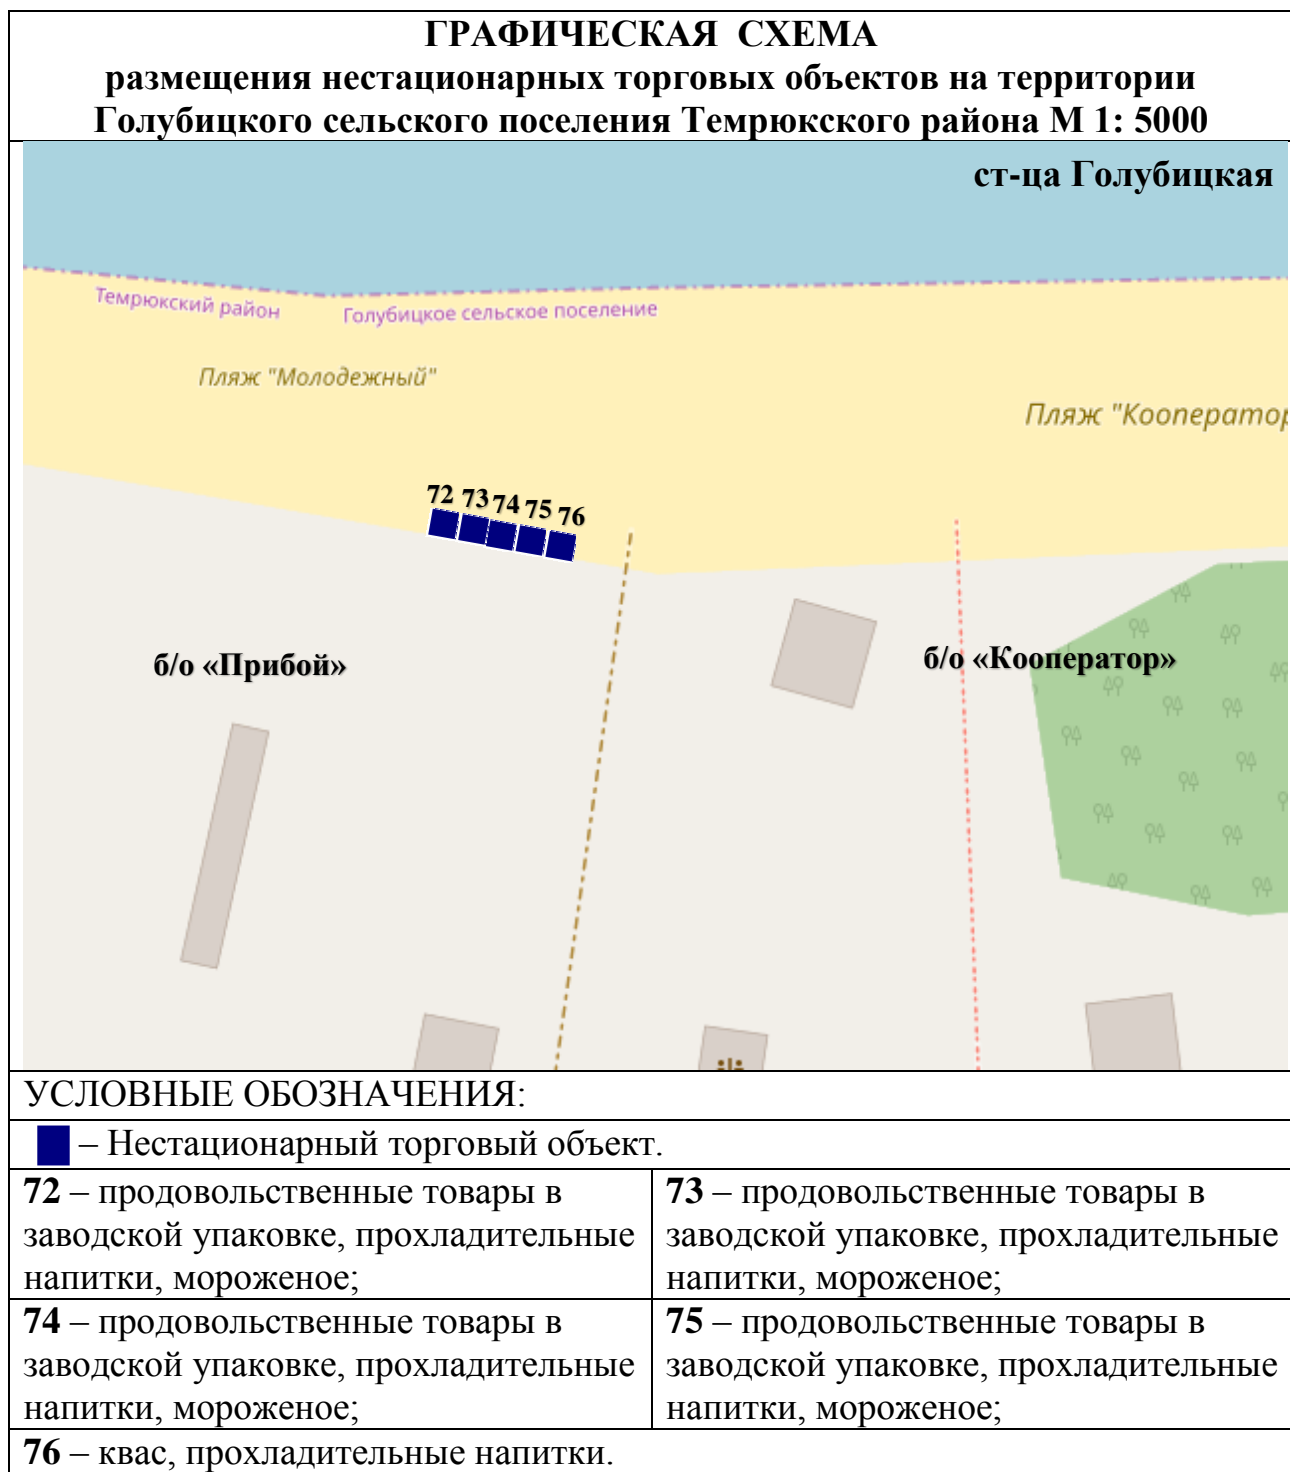 ГРАФИЧЕСКАЯ СХЕМА
размещения нестационарных торговых объектов на территории
Голубицкого сельского поселения Темрюкского района М 1: 5000
ст-ца Голубицкая
Темрюкский район
Голубицкое сельское поселение
Пляж "Молодежный"
Пляж "Кооператор
72 73 74 75 76
б/о «Прибой»
б/о «Кооператор»
УСЛОВНЫЕ ОБОЗНАЧЕНИЯ:
– Нестационарный торговый объект.
72 – продовольственные товары в
заводской упаковке, прохладительные
напитки, мороженое;
73 – продовольственные товары в
заводской упаковке, прохладительные
напитки, мороженое;
74 – продовольственные товары в
заводской упаковке, прохладительные
напитки, мороженое;
75 – продовольственные товары в
заводской упаковке, прохладительные
напитки, мороженое;
76 – квас, прохладительные напитки.